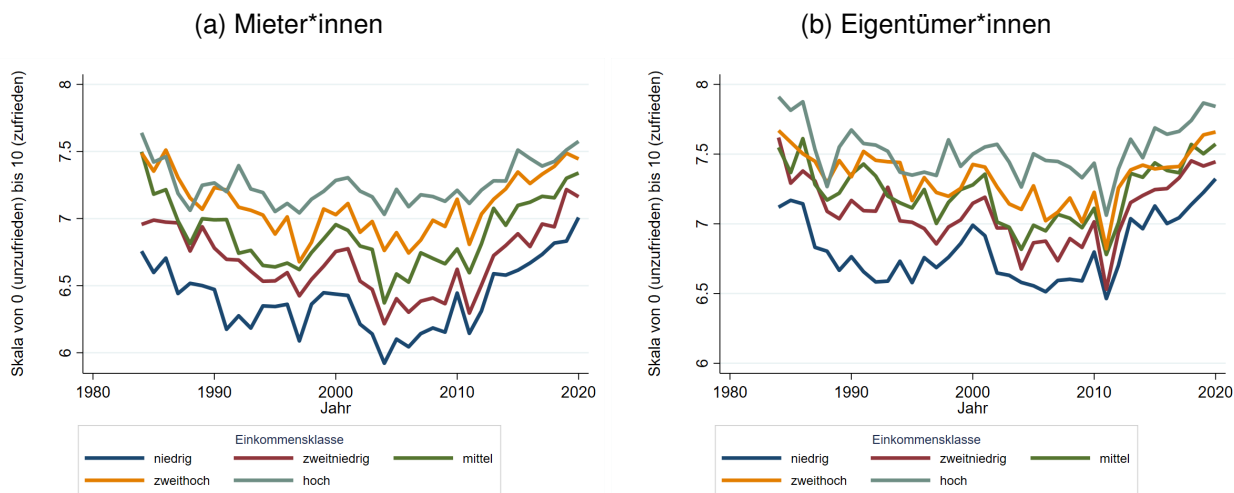 (a) Mieter*innen
Skala von 0 (unzufrieden) bis 10 (zufrieden)
8
7.5
7
6.5
6
1980
1990
2000
2010
2020
Jahr
Einkommensklasse
niedrig
zweitniedrig
mittel
zweithoch
hoch
(b) Eigentümer*innen
Skala von 0 (unzufrieden) bis 10 (zufrieden)
8
7.5
7
6.5
6
1980
1990
2000
2010
2020
Jahr
Einkommensklasse
niedrig
zweitniedrig
mittel
zweithoch
hoch